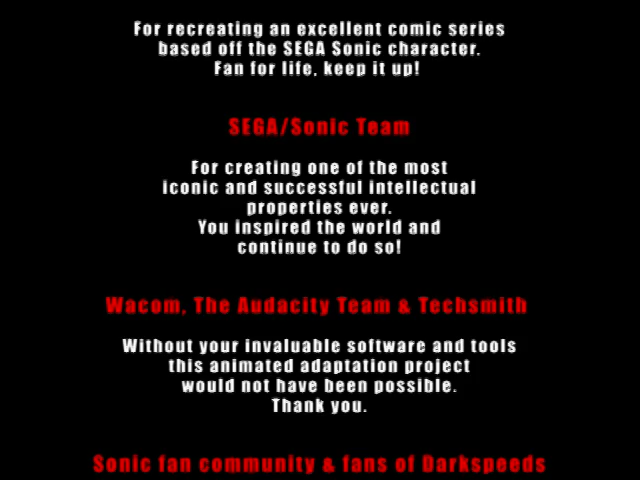 For recreating an excellent comic series
based off the SEGA Sonic character.
Fan for life, keep it up!
SEGA/Sonic Team
For creating one of the most
iconic and successful intellectual
properties ever.
You inspired the world and
continue to do so!
Wacom, The Audacity Team & Techsmith
Without your invaluable software and tools
this animated adaptation project
would not have been possible.
Thank you.
Sonic fan community & fans of Darkspeeds